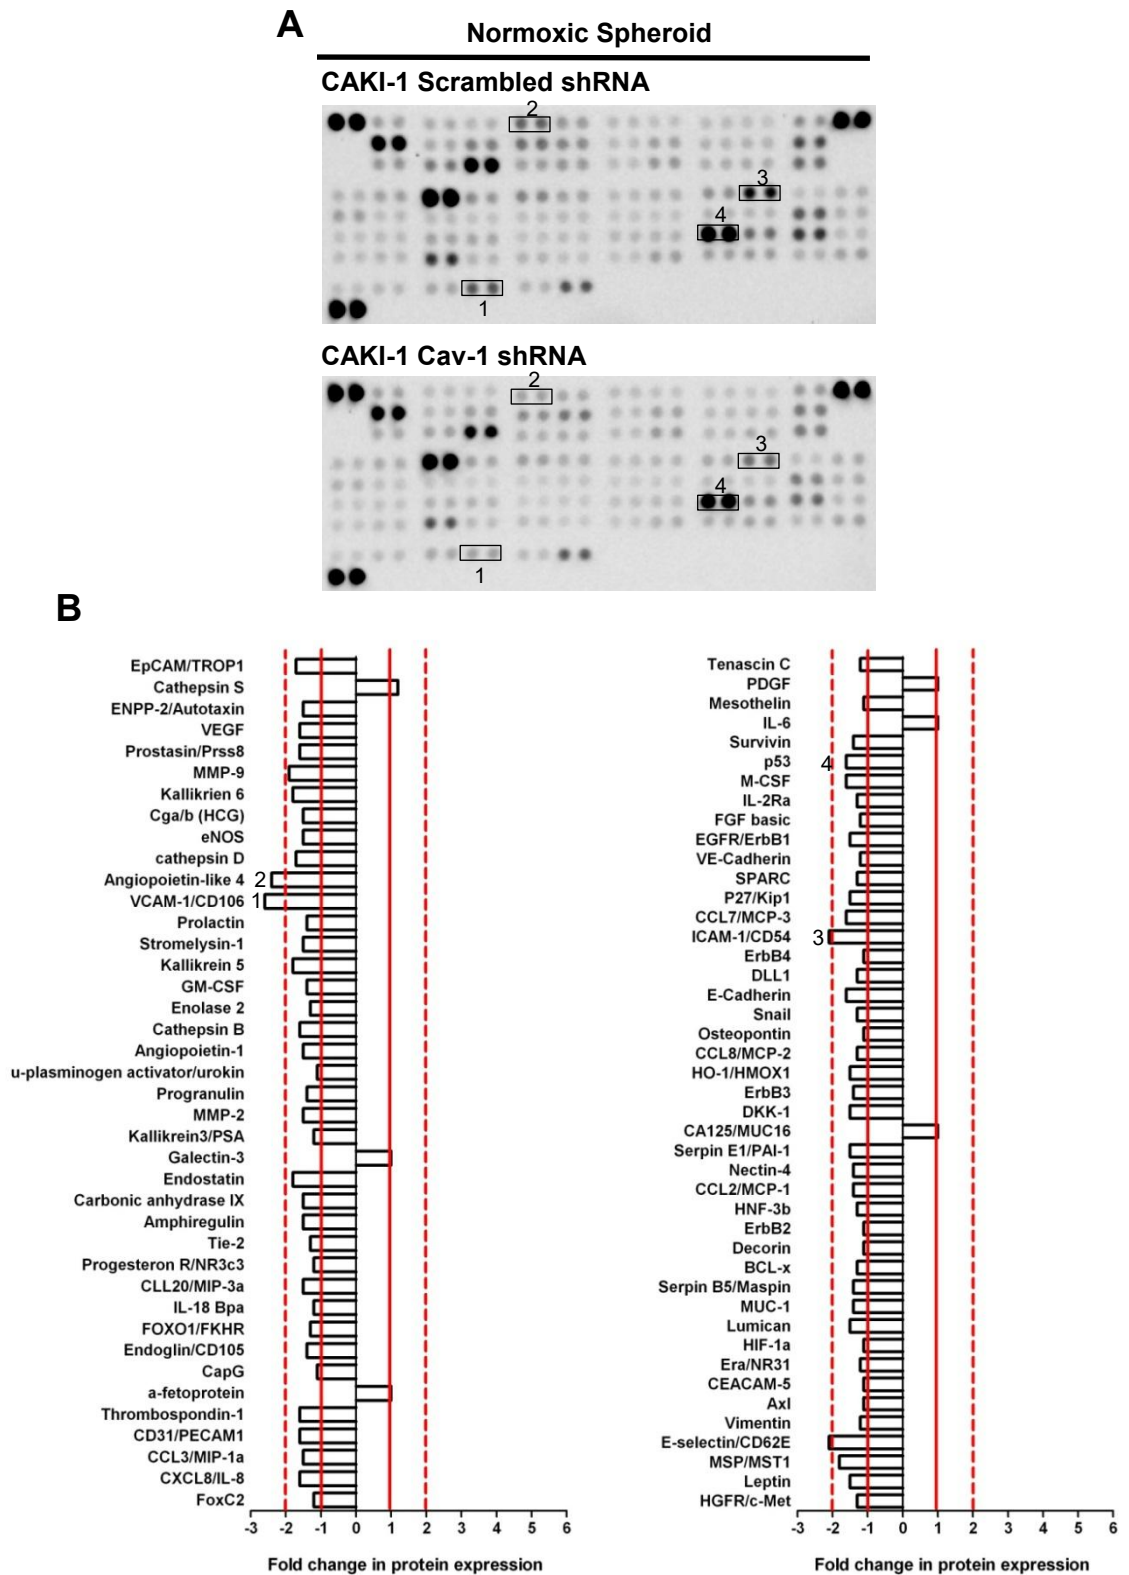 A
Normoxic Spheroid
CAKI-1 Scrambled shRNA
2
3
4
1
CAKI-1 Cav-1 shRNA
2
3
4
1
B
EpCAM/TROP1
Cathepsin S
ENPP-2/Autotaxin
VEGF
Prostasin/Prss8
MMP-9
Kallikrien 6
Cga/b (HCG)
eNOS
cathepsin D
Angiopoietin-like 4 2
VCAM-1/CD106 1
Prolactin
Stromelysin-1
Kallikrein 5
GM-CSF
Enolase 2
Cathepsin B
Angiopoietin-1
u-plasminogen activator/urokin
Progranulin
MMP-2
Kallikrein3/PSA
Galectin-3
Endostatin
Carbonic anhydrase IX
Amphiregulin
Tie-2
Progesteron R/NR3c3
CLL20/MIP-3a
IL-18 Bpa
FOXO1/FKHR
Endoglin/CD105
CapG
a-fetoprotein
Thrombospondin-1
CD31/PECAM1
CCL3/MIP-1a
CXCL8/IL-8
FoxC2
-3 -2 -1 0 1 2 3 4 5 6
Fold change in protein expression
Tenascin C
PDGF
Mesothelin
IL-6
Survivin
p53 4
M-CSF
IL-2Ra
FGF basic
EGFR/ErbB1
VE-Cadherin
SPARC
P27/Kip1
CCL7/MCP-3
ICAM-1/CD54 3
ErbB4
DLL1
E-Cadherin
Snail
Osteopontin
CCL8/MCP-2
HO-1/HMOX1
ErbB3
DKK-1
CA125/MUC16
Serpin E1/PAI-1
Nectin-4
CCL2/MCP-1
HNF-3b
ErbB2
Decorin
BCL-x
Serpin B5/Maspin
MUC-1
Lumican
HIF-1a
Era/NR31
CEACAM-5
Axl
Vimentin
E-selectin/CD62E
MSP/MST1
Leptin
HGFR/c-Met
-3 -2 -1 0 1 2 3 4 5 6
Fold change in protein expression